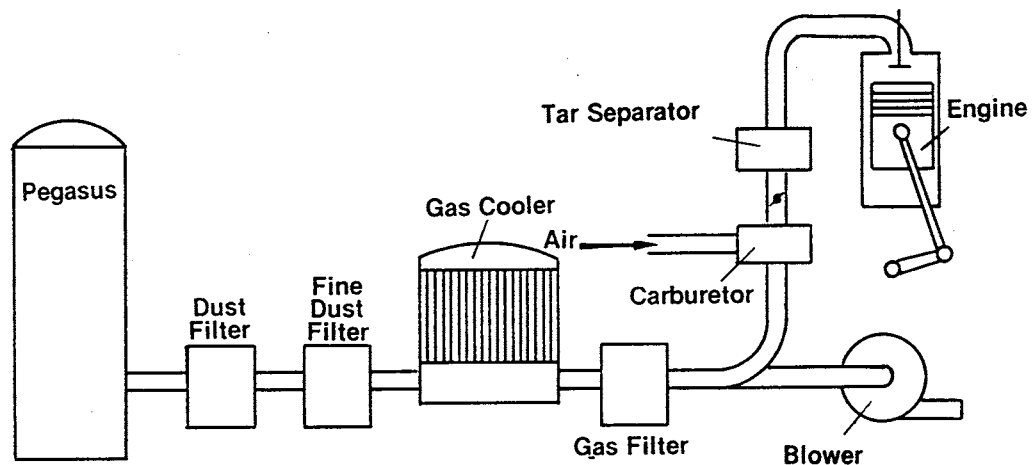 Pegasus
Dust
Filter
Fine
Dust
Filter
Gas Cooler
Gas Filter
Air
Carburetor
Tar Separator
Engine
Blower